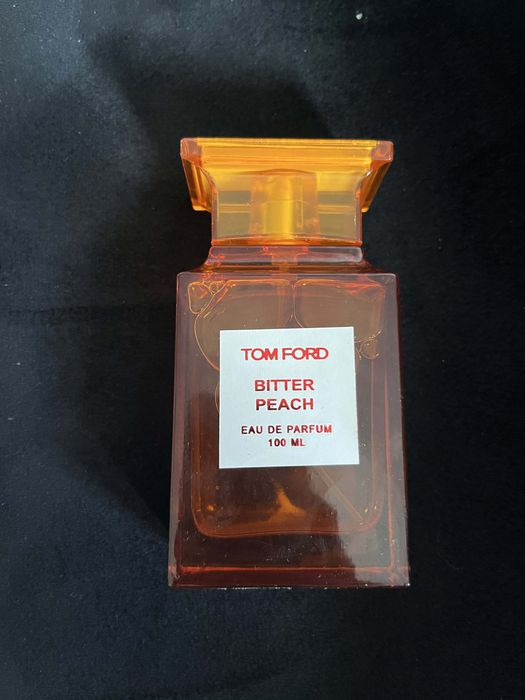 TOM FORD
BITTER
PEACH
EAU DE PARFUM
100 ML